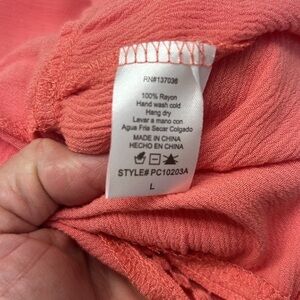 RN#137036
100% Rayon
Hand wash cold
Hang dry
Lavar a mano con
Agua Fria Secar Colgado
MADE IN CHINA
HECHO EN CHINA
STYLE# PC10203A
L